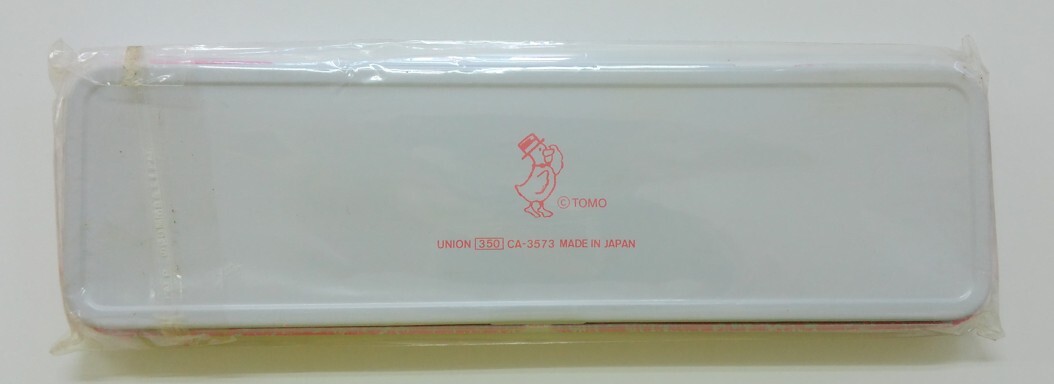 ©TOMO
UNION 350 CA-3573 MADE IN JAPAN